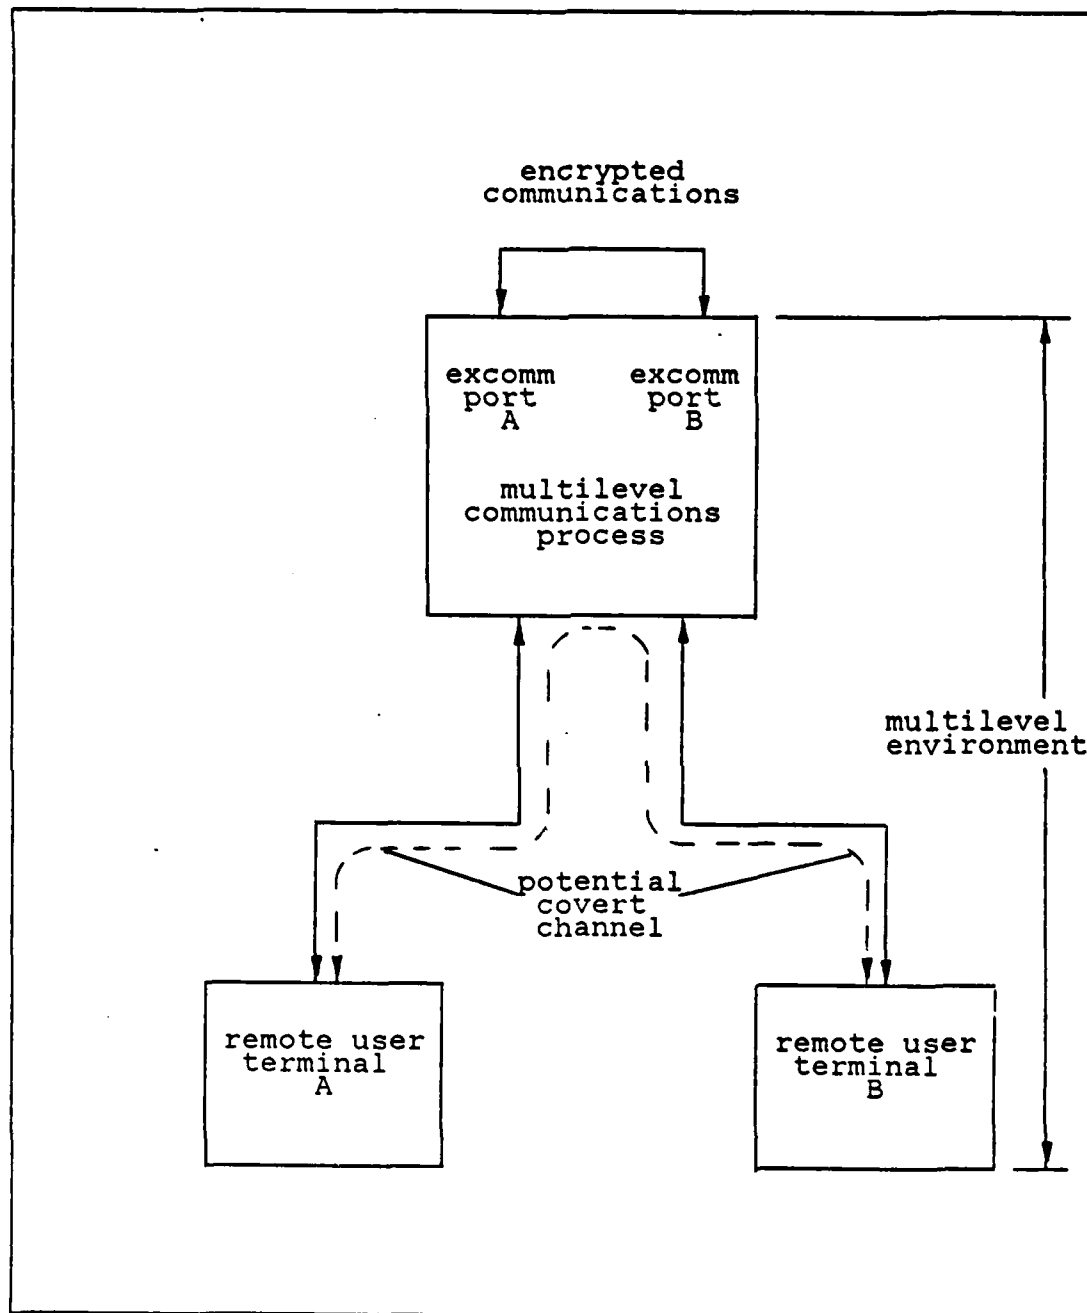 encrypted
communications
excomm
port
A
excomm
port
B
multilevel
communications
process
multilevel
environment
potential
covert
channel
remote user
terminal
A
remote user
terminal
B